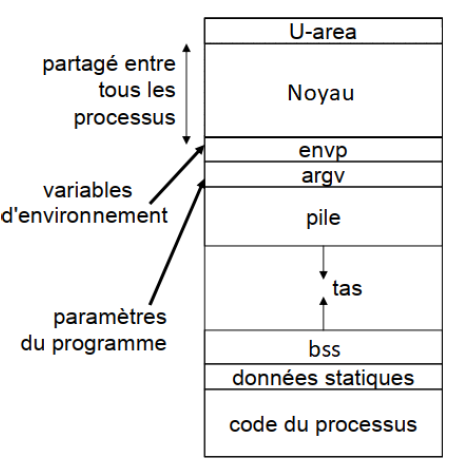 U-area
partagé entre
tous les
processus
Noyau
envp
argv
variables
d'environnement
pile
tas
paramètres
du programme
bss
données statiques
code du processus